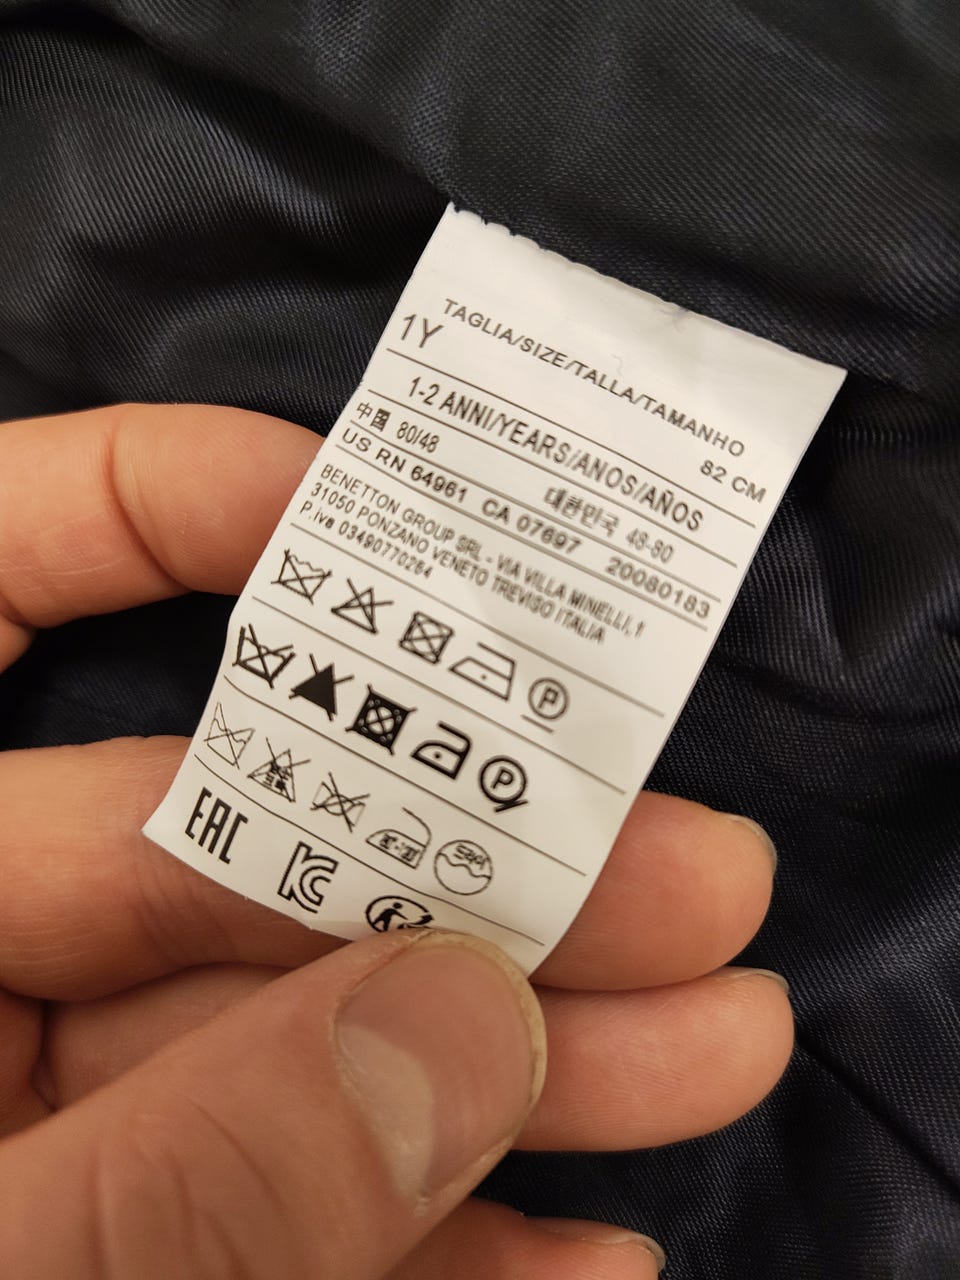 TAGLIA/SIZE/TALLA/TAMANHO
1Y 82 CM
1-2 ANNI/YEARS/ANOS/AÑOS
中國 80/48 대한민국 48-80
US RN 64961 CA 07697 20080183
BENETTON GROUP SRL - VIA VILLA MINELLI,1
31050 PONZANO VENETO TREVISO ITALIA
P.iva 03490770264
P
P
EAC